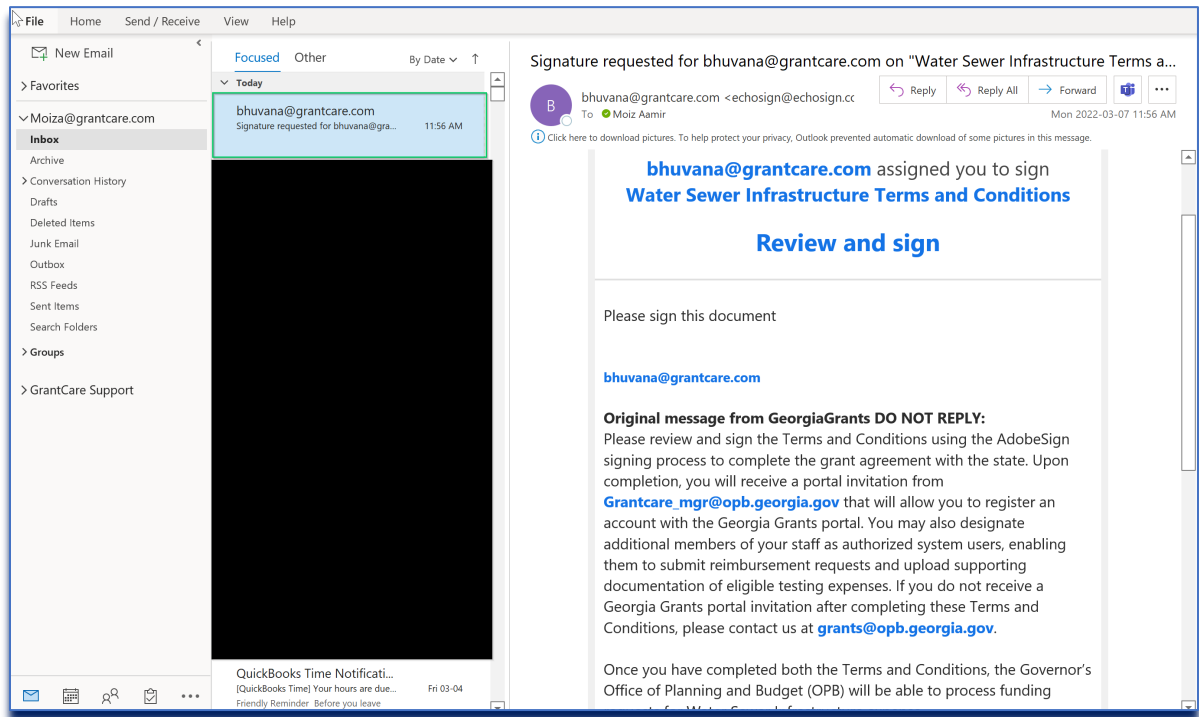 File Home Send / Receive View Help
New Email
Favorites
Moiza@grantcare.com
Inbox
Archive
Conversation History
Drafts
Deleted Items
Junk Email
Outbox
RSS Feeds
Sent Items
Search Folders
Groups
GrantCare Support
Focused Other By Date
Today
bhuvana@grantcare.com
Signature requested for bhuvana@gra... 11:56 AM
QuickBooks Time Notificati...
[QuickBooks Time] Your hours are due... Fri 03-04
Friendly Reminder Before you leave
Signature requested for bhuvana@grantcare.com on "Water Sewer Infrastructure Terms a...
B
bhuvana@grantcare.com <echosign@echosign.cc
Reply Reply All Forward
To Moiz Aamir
Mon 2022-03-07 11:56 AM
Click here to download pictures. To help protect your privacy, Outlook prevented automatic download of some pictures in this message.
bhuvana@grantcare.com assigned you to sign
Water Sewer Infrastructure Terms and Conditions
Review and sign
Please sign this document
bhuvana@grantcare.com
Original message from GeorgiaGrants DO NOT REPLY:
Please review and sign the Terms and Conditions using the AdobeSign
signing process to complete the grant agreement with the state. Upon
completion, you will receive a portal invitation from
Grantcare_mgr@opb.georgia.gov that will allow you to register an
account with the Georgia Grants portal. You may also designate
additional members of your staff as authorized system users, enabling
them to submit reimbursement requests and upload supporting
documentation of eligible testing expenses. If you do not receive a
Georgia Grants portal invitation after completing these Terms and
Conditions, please contact us at grants@opb.georgia.gov.
Once you have completed both the Terms and Conditions, the Governor's
Office of Planning and Budget (OPB) will be able to process funding